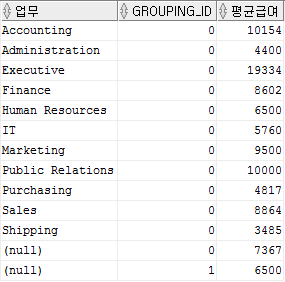 업무 GROUPING_ID 평균급여
Accounting 0 10154
Administration 0 4400
Executive 0 19334
Finance 0 8602
Human Resources 0 6500
IT 0 5760
Marketing 0 9500
Public Relations 0 10000
Purchasing 0 4817
Sales 0 8864
Shipping 0 3485
(null) 0 7367
(null) 1 6500